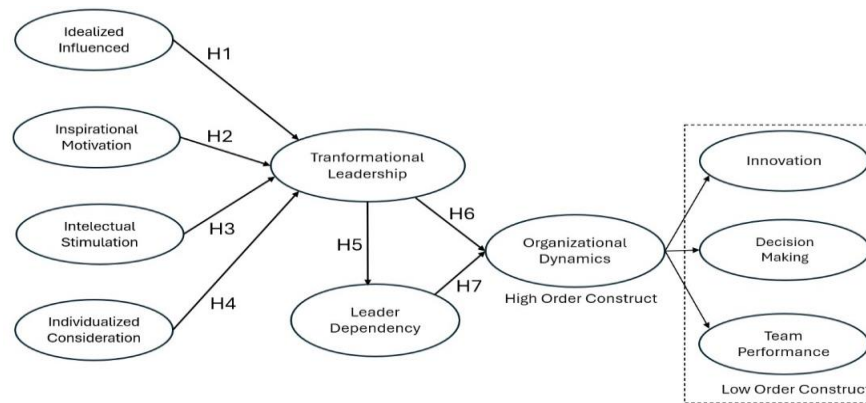 Idealized
Influenced
H1
Inspirational
Motivation
H2
Tranformational
Leadership
Intelectual
Stimulation
H3
Individualized
Consideration
H4
H5
H6
H7
Leader
Dependency
Organizational
Dynamics
High Order Construct
Innovation
Decision
Making
Team
Performance
Low Order Construct